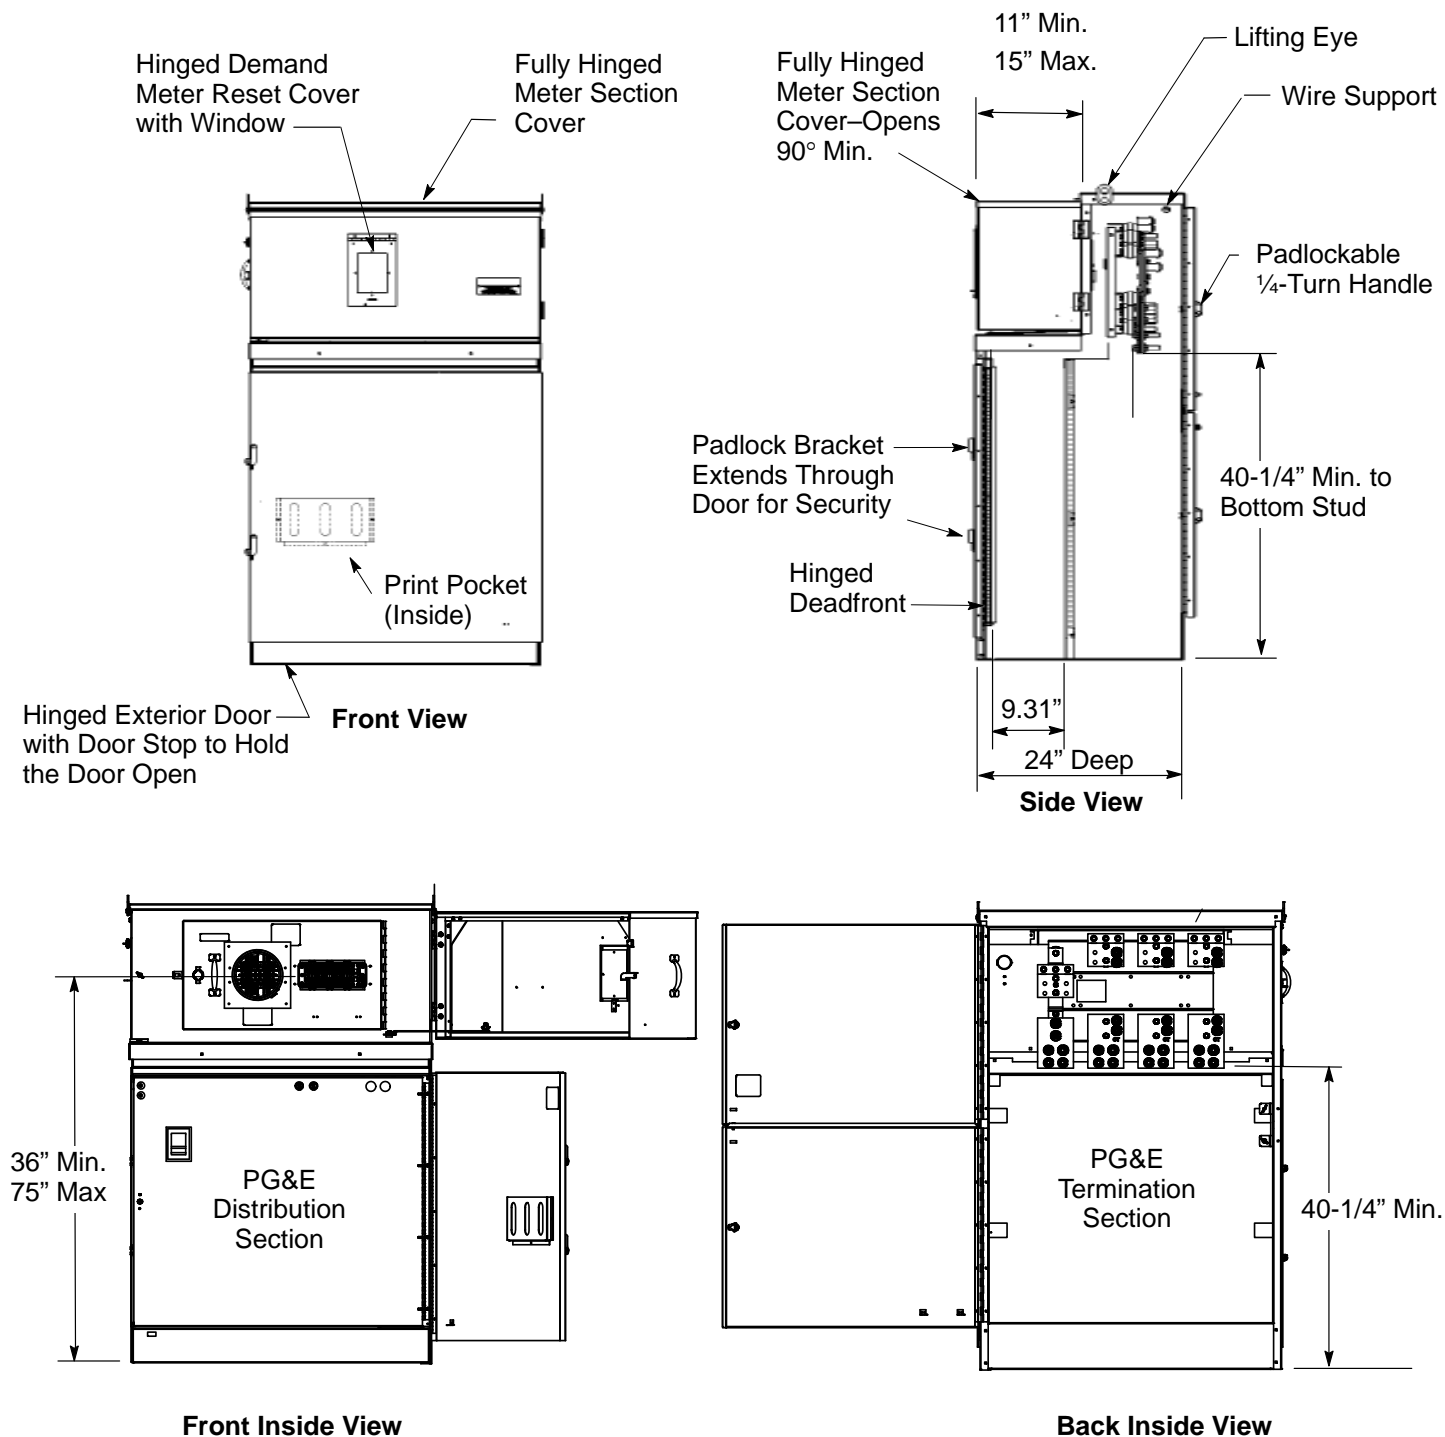 Hinged Demand
Meter Reset Cover
with Window
Fully Hinged
Meter Section
Cover
Hinged Exterior Door
with Door Stop to Hold
the Door Open
Print Pocket
(Inside)
Front View
11” Min.
15” Max.
Fully Hinged
Meter Section
Cover–Opens
90° Min.
Lifting Eye
Wire Support
Padlockable
¼-Turn Handle
Padlock Bracket
Extends Through
Door for Security
Hinged
Deadfront
40-1/4” Min. to
Bottom Stud
9.31”
24” Deep
Side View
36” Min.
75” Max
PG&E
Distribution
Section
Front Inside View
PG&E
Termination
Section
40-1/4” Min.
Back Inside View